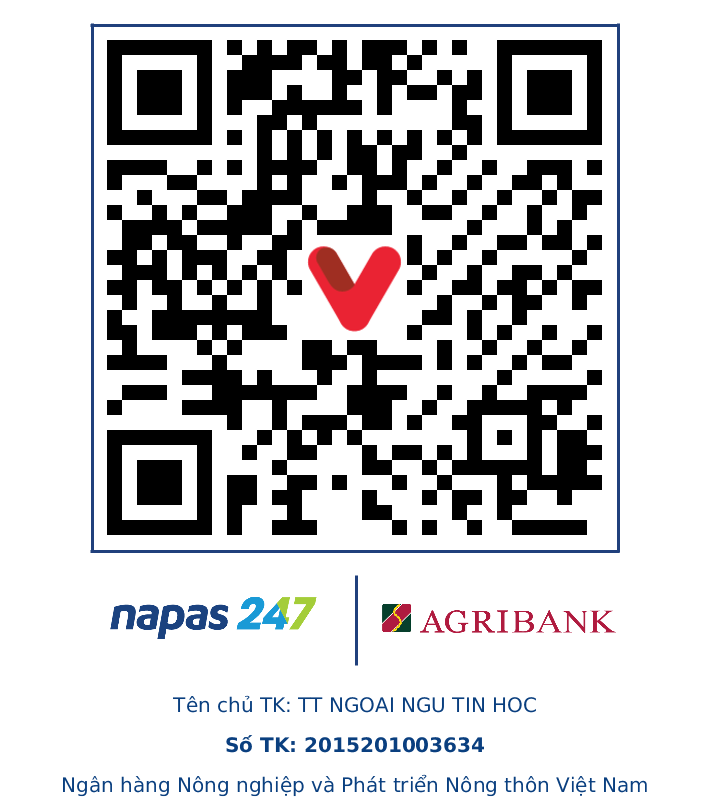 napas 247
AGRIBANK
Tên chủ TK: TT NGOAI NGU TIN HOC
Số TK: 2015201003634
Ngân hàng Nông nghiệp và Phát triển Nông thôn Việt Nam